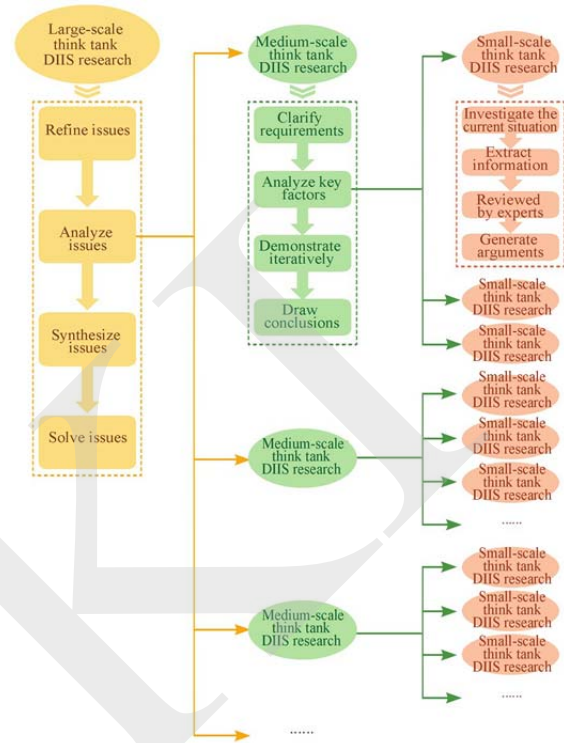 Large-scale
think tank
DIIS research
Refine issues
Analyze
issues
Synthesize
issues
Solve issues
Medium-scale
think tank
DIIS research
Clarify
requirements
Analyze key
factors
Demonstrate
iteratively
Draw
conclusions
Small-scale
think tank
DIIS research
Investigate the
current situation
Extract
information
Reviewed
by experts
Generate
arguments
Small-scale
think tank
DIIS research
Small-scale
think tank
DIIS research
Medium-scale
think tank
DIIS research
Small-scale
think tank
DIIS research
Small-scale
think tank
DIIS research
Small-scale
think tank
DIIS research
......
Medium-scale
think tank
DIIS research
Small-scale
think tank
DIIS research
Small-scale
think tank
DIIS research
Small-scale
think tank
DIIS research
......
......